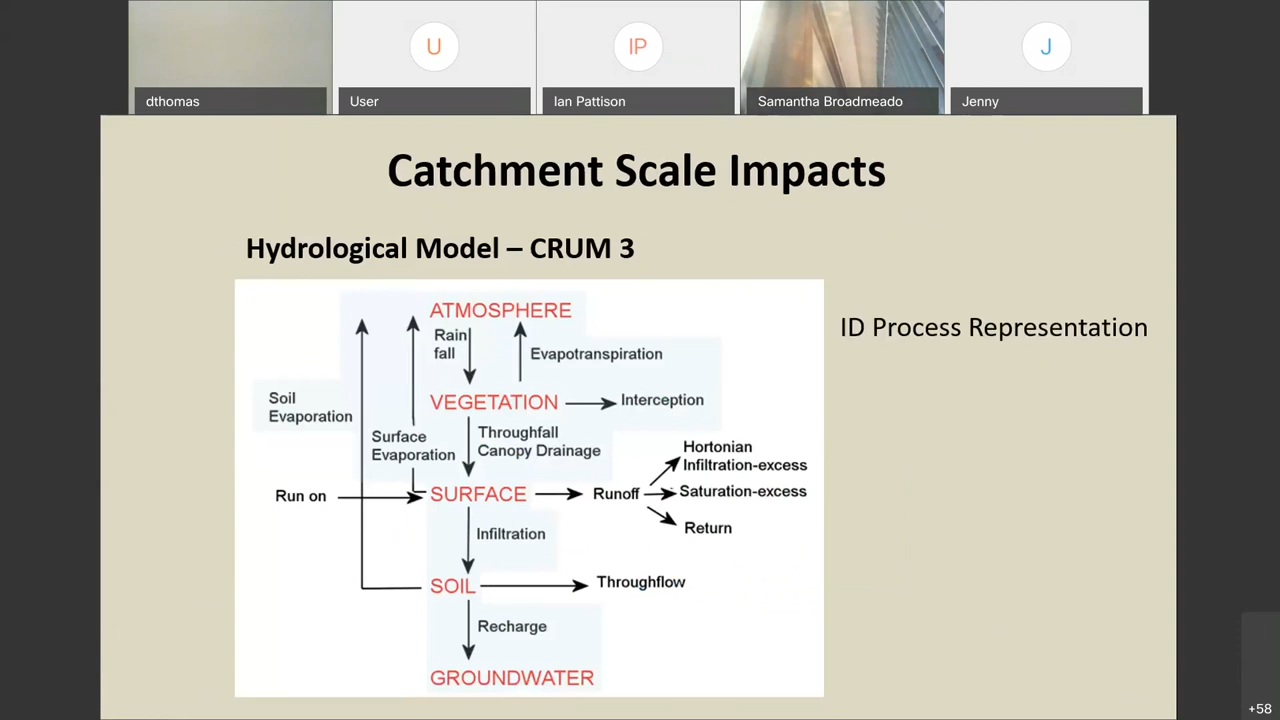 U
IP
J
dthomas
User
Ian Pattison
Samantha Broadmeado
Jenny
Catchment Scale Impacts
Hydrological Model – CRUM 3
ID Process Representation
ATMOSPHERE
Rain
fall
Evapotranspiration
VEGETATION
Interception
Soil
Evaporation
Surface
Evaporation
Throughfall
Canopy Drainage
Hortonian
Infiltration-excess
Run on
SURFACE
Runoff
Saturation-excess
Return
Infiltration
SOIL
Throughflow
Recharge
GROUNDWATER
+58